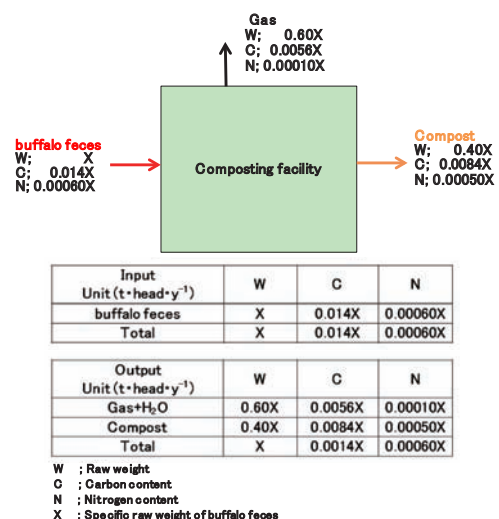 Gas
W; 0.60X
C; 0.0056X
N; 0.00010X
buffalo feces
W; X
C; 0.014X
N; 0.00060X
Composting facility
Compost
W; 0.40X
C; 0.0084X
N; 0.00050X
Input
Unit (t・head・y⁻¹) W C N
buffalo feces X 0.014X 0.00060X
Total X 0.014X 0.00060X
Output
Unit (t・head・y⁻¹) W C N
Gas+H₂O 0.60X 0.0056X 0.00010X
Compost 0.40X 0.0084X 0.00050X
Total X 0.0014X 0.00060X
W ; Raw weight
C ; Carbon content
N ; Nitrogen content
X ; Specific raw weight of buffalo feces